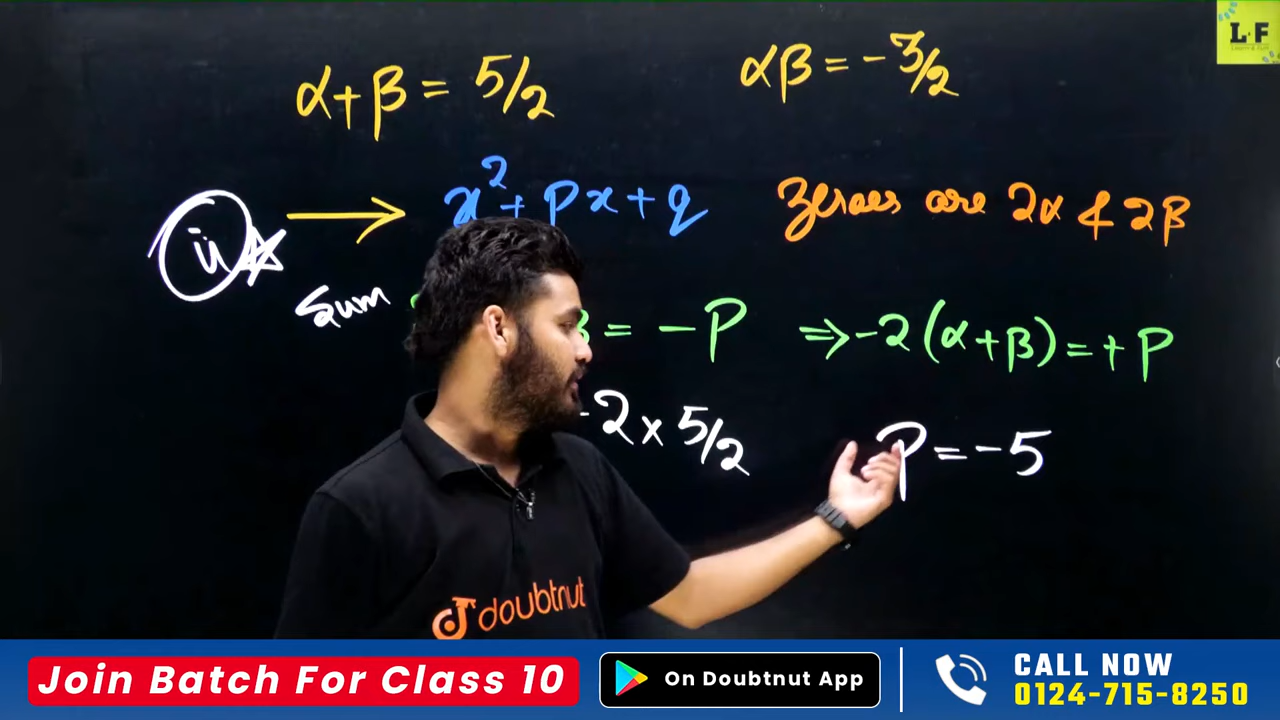 L.F
α+β = 5/2
αβ = -3/2
ii
x² + px + q
Zeroes are 2α & 2β
Sum
β = -P ⇒ -2(α+β) = +P
-2 × 5/2
P = -5
doubtnut
Join Batch For Class 10
On Doubtnut App
CALL NOW
0124-715-8250